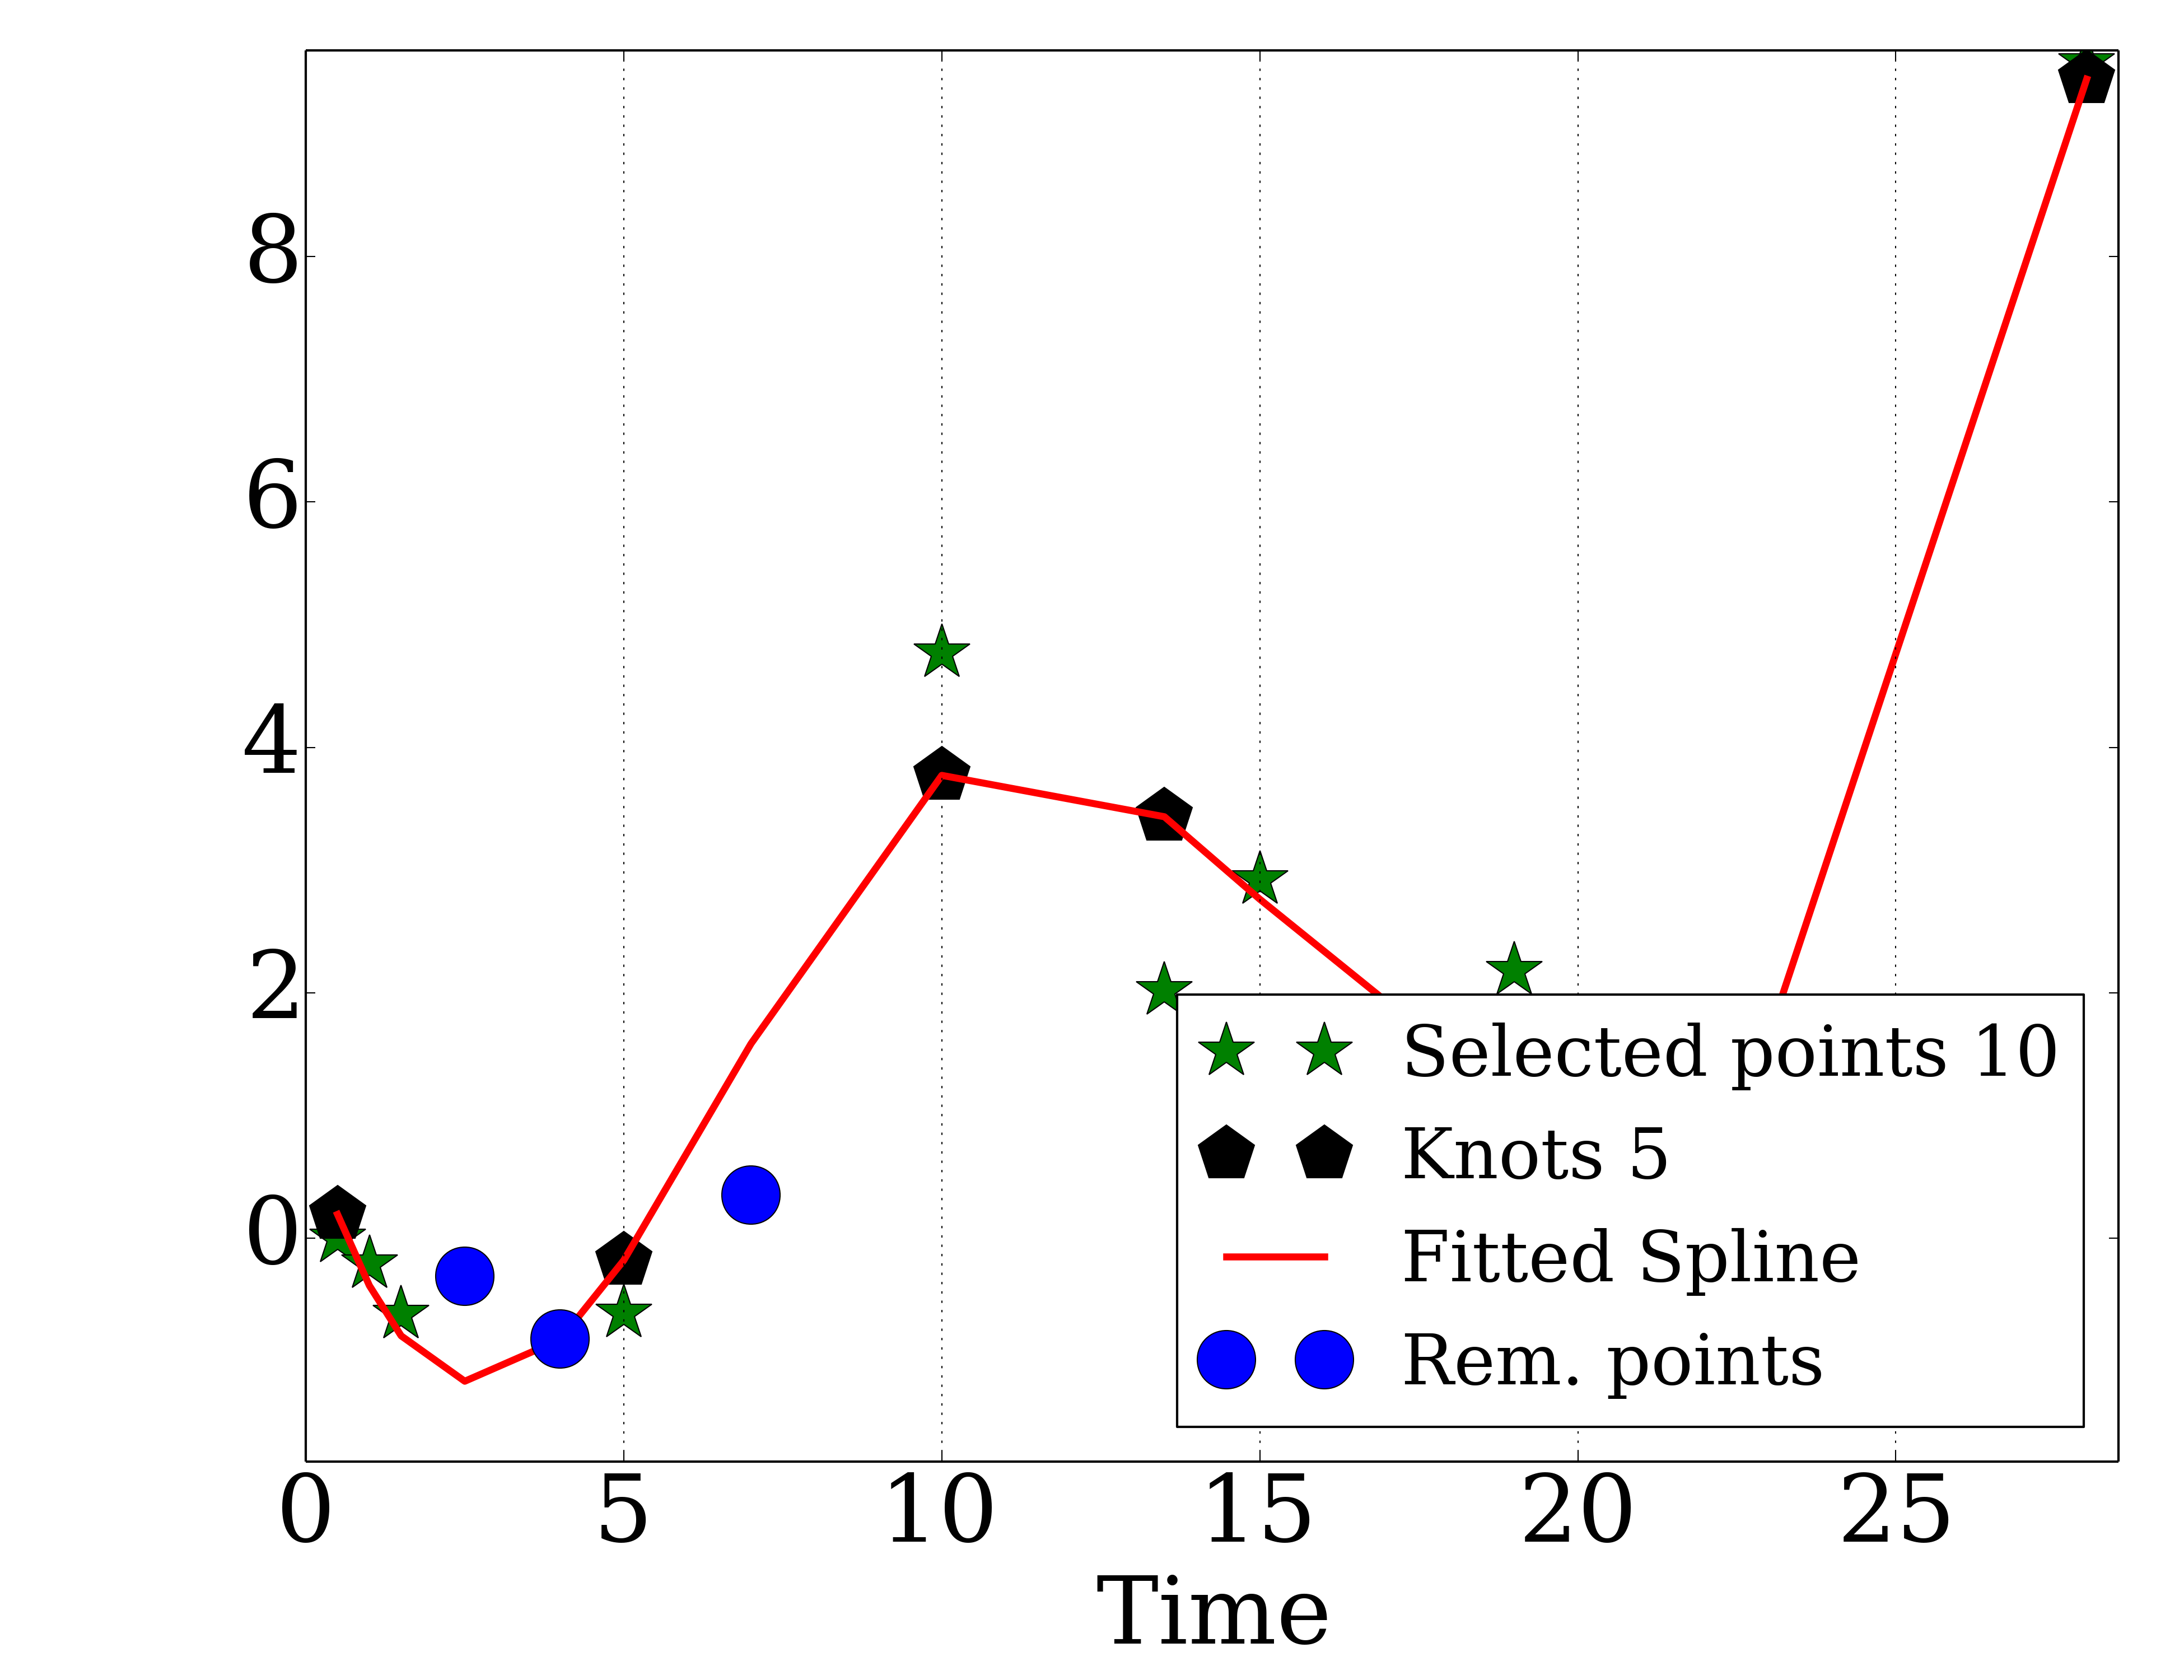 8
6
4
2
0
0 5 10 15 20 25
Time
Selected points 10
Knots 5
Fitted Spline
Rem. points